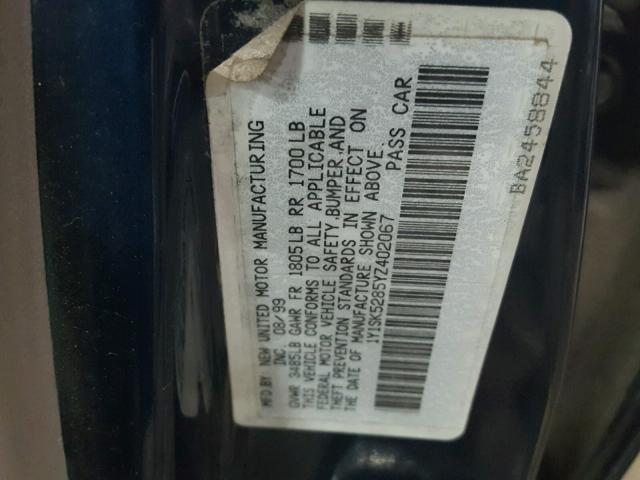 MFD.BY NEW UNITED MOTOR MANUFACTURING
INC. 08/99
GVWR 3485LB GAWR FR 1805LB RR 1700LB
THIS VEHICLE CONFORMS TO ALL APPLICABLE
FEDERAL MOTOR VEHICLE SAFETY,BUMPER,AND
THEFT PREVENTION STANDARDS IN EFFECT ON
THE DATE OF MANUFACTURE SHOWN ABOVE.
1Y1SK5285YZ402067 PASS CAR
BA2458844